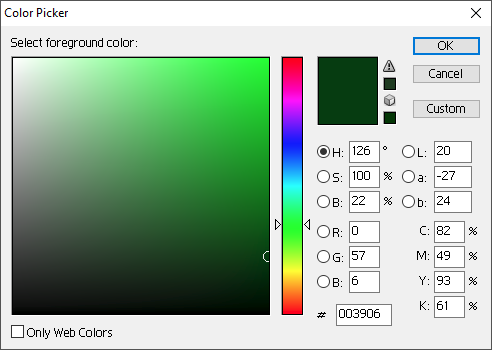 Color Picker
Select foreground color:
OK
Cancel
Custom
H: 126 °
S: 100 %
B: 22 %
R: 0
G: 57
B: 6
# 003906
L: 20
a: -27
b: 24
C: 82 %
M: 49 %
Y: 93 %
K: 61 %
Only Web Colors